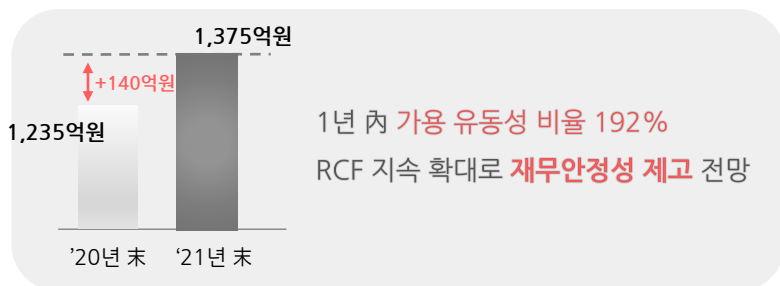 1,375억원
+140억원
1,235억원
’20년 末 ‘21년 末
1년 內 가용 유동성 비율 192%
RCF 지속 확대로 재무안정성 제고 전망